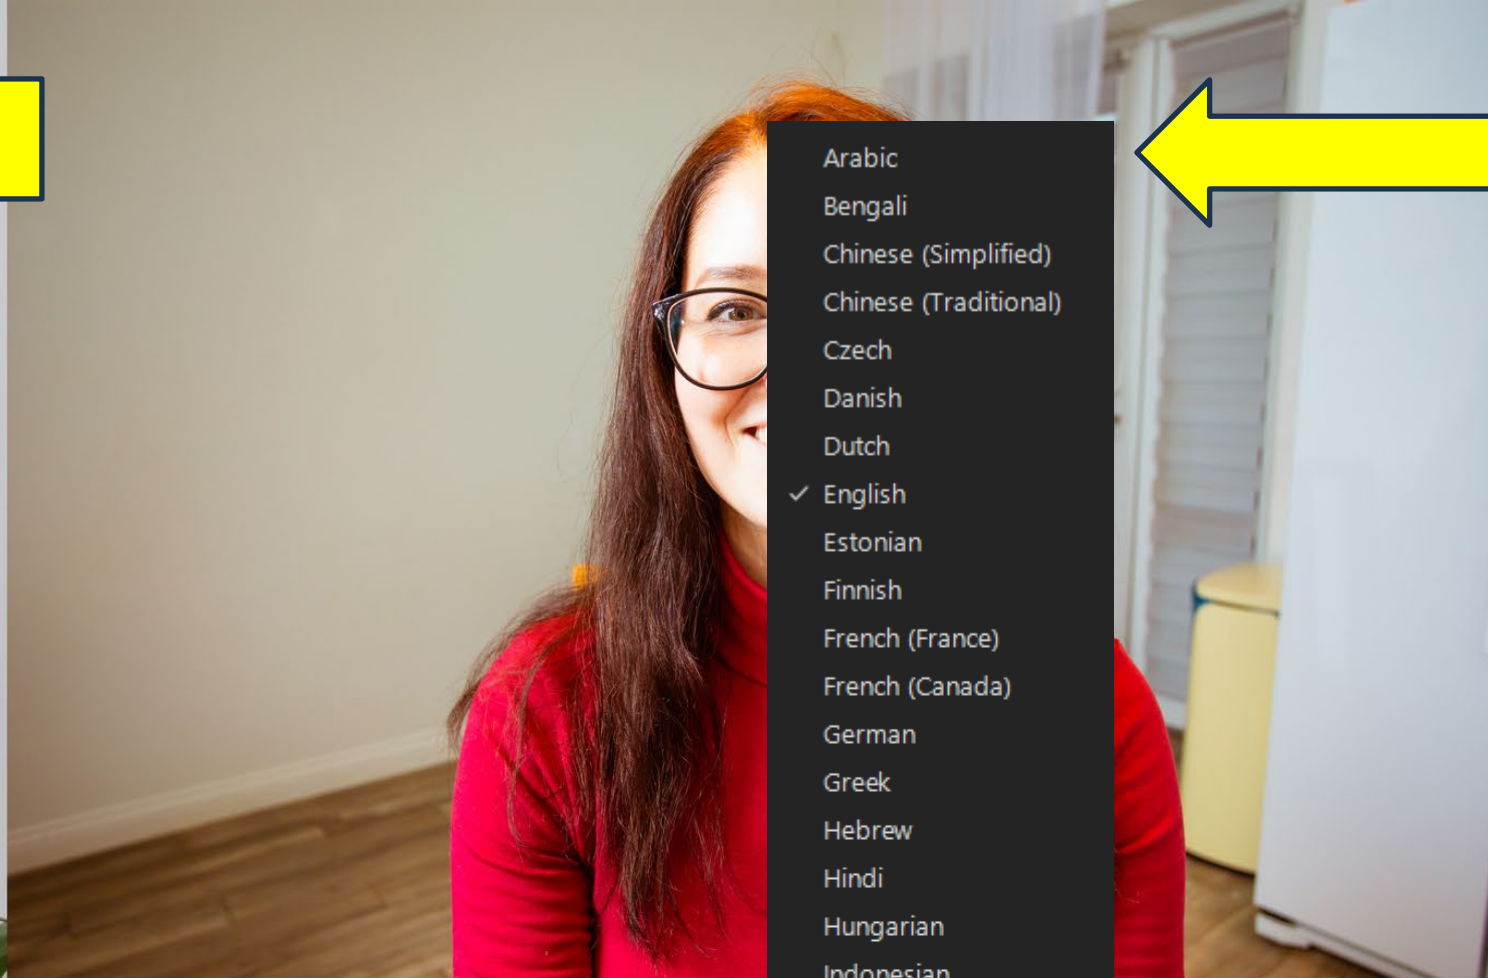 Arabic
Bengali
Chinese (Simplified)
Chinese (Traditional)
Czech
Danish
Dutch
English
Estonian
Finnish
French (France)
French (Canada)
German
Greek
Hebrew
Hindi
Hungarian
Indonesian